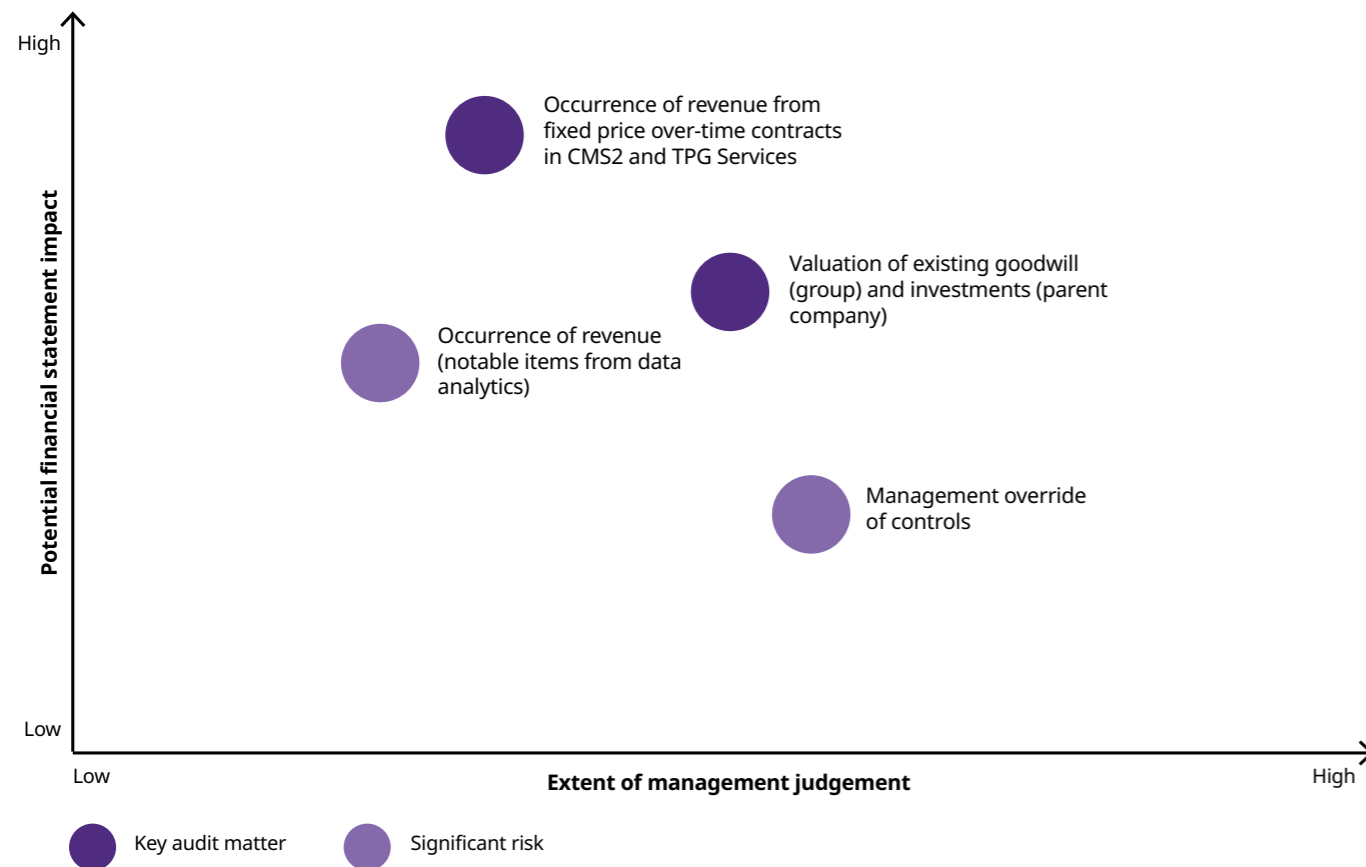 High
Occurrence of revenue from
fixed price over-time contracts
in CMS2 and TPG Services
Potential financial statement impact
Valuation of existing goodwill
(group) and investments (parent
company)
Occurrence of revenue
(notable items from data
analytics)
Management override
of controls
Low
Low
Extent of management judgement
High
Key audit matter
Significant risk